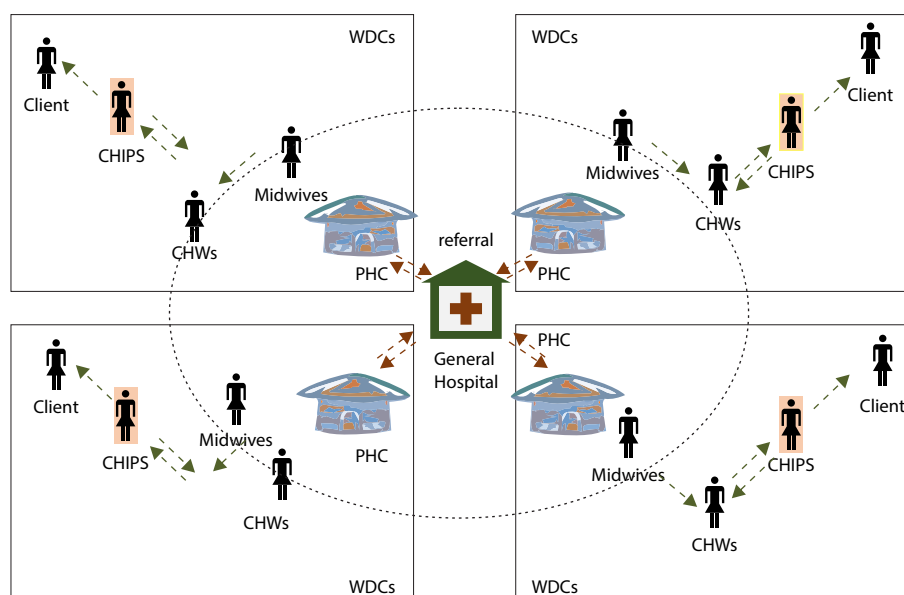 WDCs
Client
CHIPS
Midwives
CHWs
PHC
WDCs
Client
Midwives
CHIPS
CHWs
PHC
referral
General
Hospital
Client
CHIPS
Midwives
CHWs
PHC
WDCs
PHC
Client
Midwives
CHIPS
CHWs
WDCs